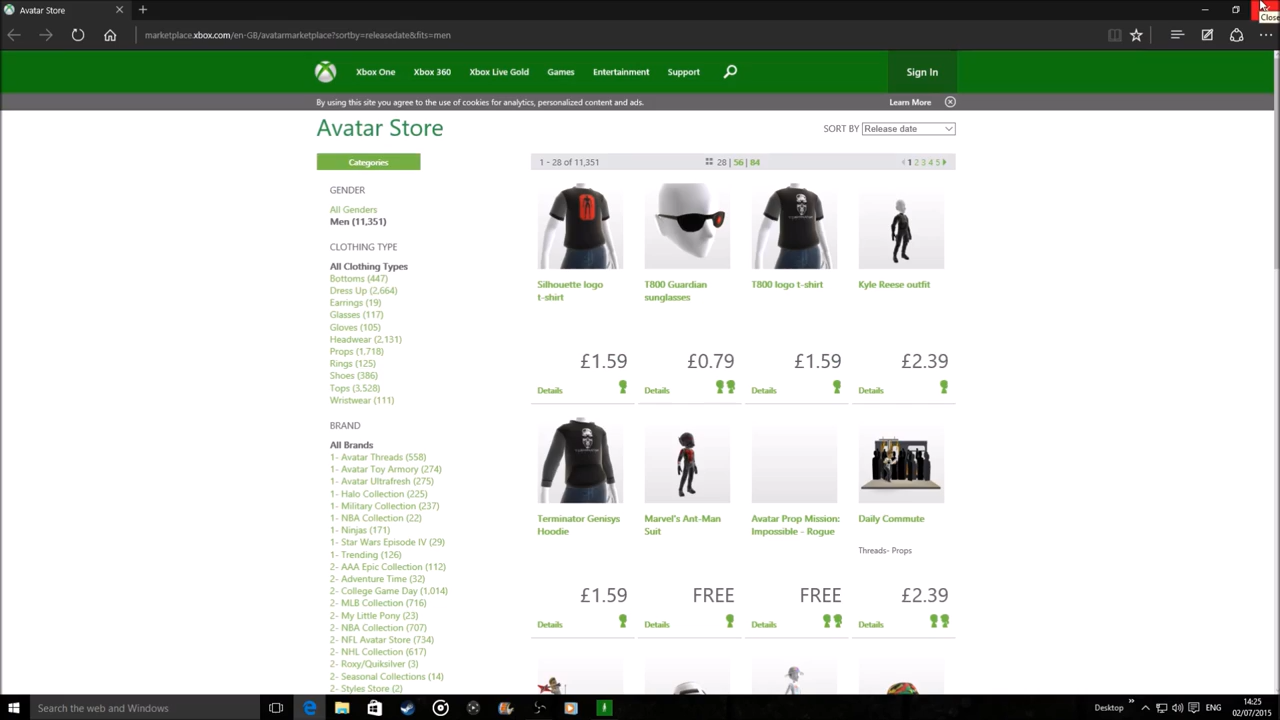 Avatar Store
Close
marketplace.xbox.com/en-GB/avatarmarketplace?sortby=releasedate&fits=men
Xbox One Xbox 360 Xbox Live Gold Games Entertainment Support Sign In
By using this site you agree to the use of cookies for analytics, personalized content and ads. Learn More
Avatar Store
SORT BY Release date
Categories
1 - 28 of 11,351 28 | 56 | 84 1 2 3 4 5
GENDER
All Genders
Men (11,351)
CLOTHING TYPE
All Clothing Types
Bottoms (447)
Dress Up (2,664)
Earrings (19)
Glasses (117)
Gloves (105)
Headwear (2,131)
Props (1,718)
Rings (125)
Shoes (386)
Tops (3,528)
Wristwear (111)
BRAND
All Brands
1- Avatar Threads (558)
1- Avatar Toy Armory (274)
1- Avatar Ultrafresh (275)
1- Halo Collection (225)
1- Military Collection (237)
1- NBA Collection (22)
1- Ninjas (171)
1- Star Wars Episode IV (29)
1- Trending (126)
2- AAA Epic Collection (112)
2- Adventure Time (32)
2- College Game Day (1,014)
2- MLB Collection (716)
2- My Little Pony (23)
2- NBA Collection (707)
2- NFL Avatar Store (734)
2- NHL Collection (617)
2- Roxy/Quiksilver (3)
2- Seasonal Collections (14)
2- Styles Store (2)
Silhouette logo
t-shirt
£1.59
Details
T800 Guardian
sunglasses
£0.79
Details
T800 logo t-shirt
£1.59
Details
Kyle Reese outfit
£2.39
Details
Terminator Genisys
Hoodie
£1.59
Details
Marvel's Ant-Man
Suit
FREE
Details
Avatar Prop Mission:
Impossible - Rogue
FREE
Details
Daily Commute
Threads- Props
£2.39
Details
Search the web and Windows
Desktop
ENG
14:25
02/07/2015